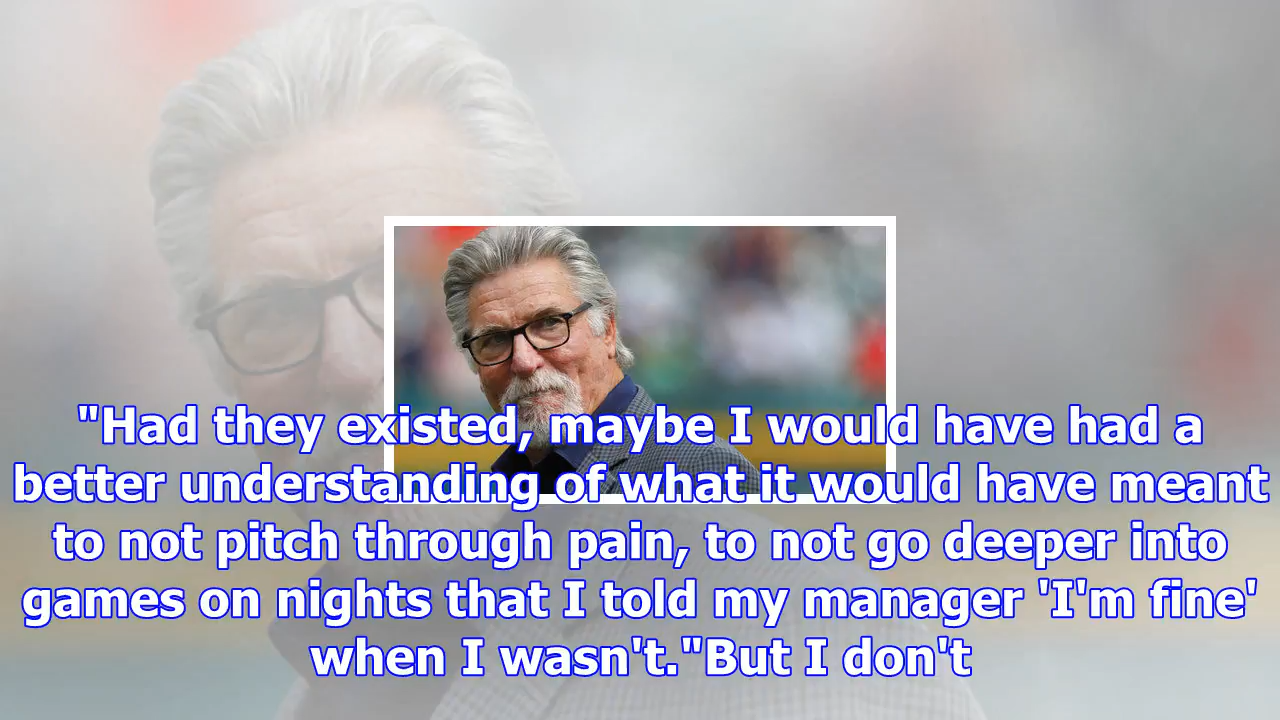 "Had they existed, maybe I would have had a
better understanding of what it would have meant
to not pitch through pain, to not go deeper into
games on nights that I told my manager 'I'm fine'
when I wasn't."But I don't